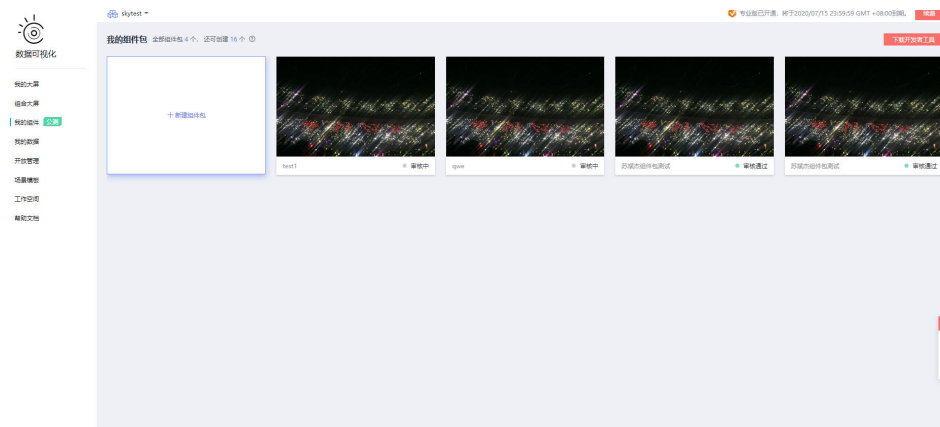 skytest
专业版已开通，将于2020/07/15 23:59:59 GMT +08:00到期。 续费
数据可视化
我的组件包 全部组件包 4 个，还可创建 16 个
下载开发者工具
我的大屏
组合大屏
我的组件 公测
我的数据
开放管理
场景模板
工作空间
帮助文档
十 新建组件包
test1 审核中
qwe 审核中
苏城杰组件包测试 审核通过
苏城杰组件包测试 审核通过